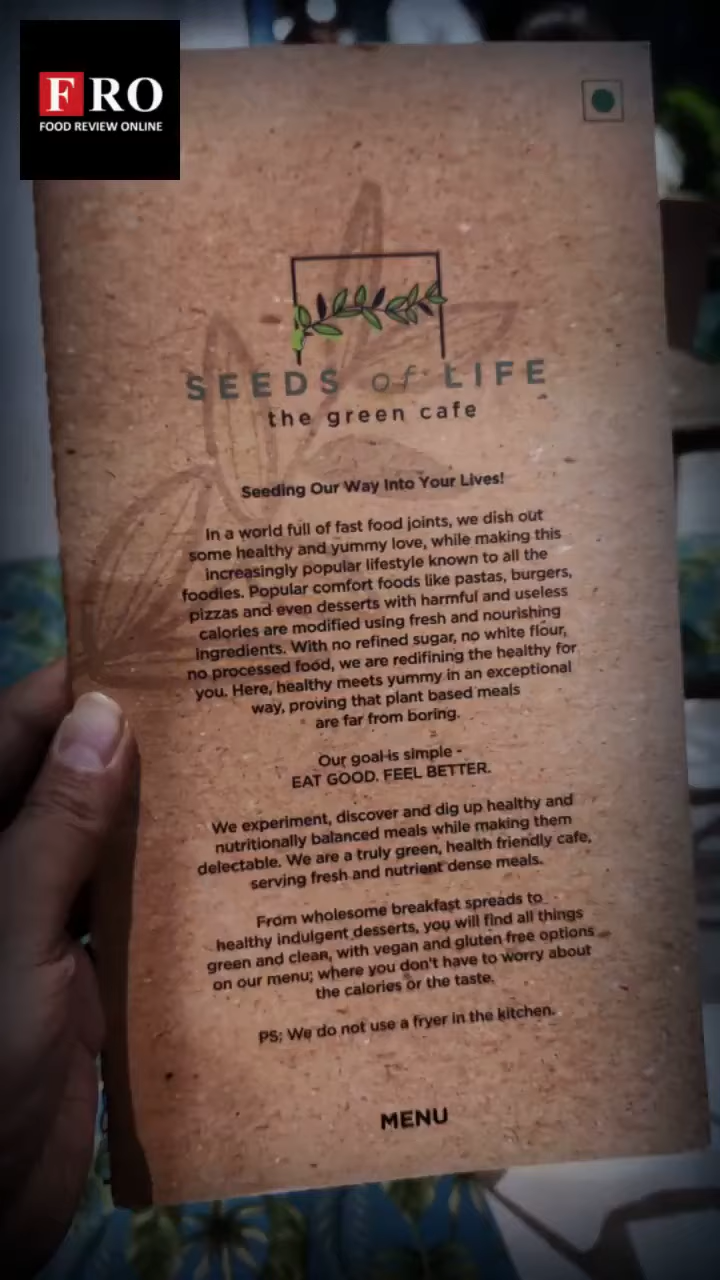 FRO
FOOD REVIEW ONLINE
SEEDS of LIFE
the green cafe
Seeding Our Way Into Your Lives!
In a world full of fast food joints, we dish out
some healthy and yummy love, while making this
increasingly popular lifestyle known to all the
foodies. Popular comfort foods like pastas, burgers,
pizzas and even desserts with harmful and useless
calories are modified using fresh and nourishing
ingredients. With no refined sugar, no white flour,
no processed food, we are redifining the healthy for
you. Here, healthy meets yummy in an exceptional
way, proving that plant based meals
are far from boring.
Our goal is simple -
EAT GOOD. FEEL BETTER.
We experiment, discover and dig up healthy and
nutritionally balanced meals while making them
delectable. We are a truly green, health friendly cafe,
serving fresh and nutrient dense meals.
From wholesome breakfast spreads to
healthy indulgent desserts, you will find all things
green and clean, with vegan and gluten free options
on our menu; where you don't have to worry about
the calories or the taste.
PS; We do not use a fryer in the kitchen.
MENU